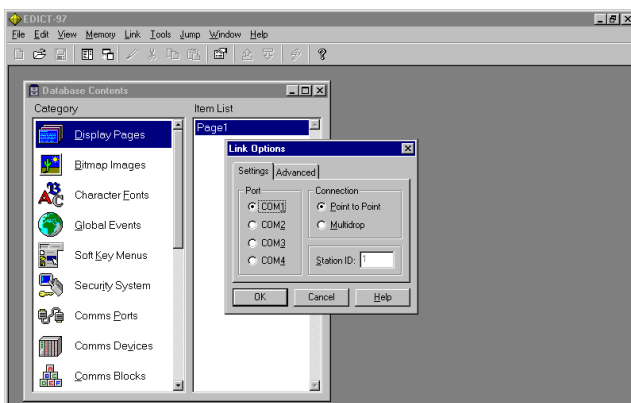 EDICT-97
File Edit View Memory Link Tools Jump Window Help
Database Contents
Category
Item List
Display Pages
Bitmap Images
Character Fonts
Global Events
Soft Key Menus
Security System
Comms Ports
Comms Devices
Comms Blocks
Page1
Link Options
Settings Advanced
Port
COM1
COM2
COM3
COM4
Connection
Point to Point
Multidrop
Station ID: 1
OK Cancel Help